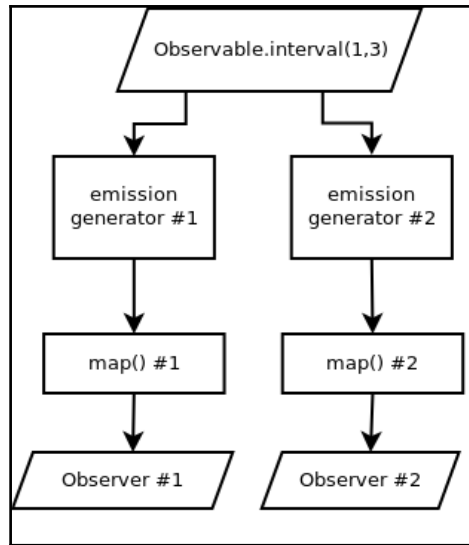 Observable.interval(1,3)
emission
generator #1
emission
generator #2
map() #1
map() #2
Observer #1
Observer #2